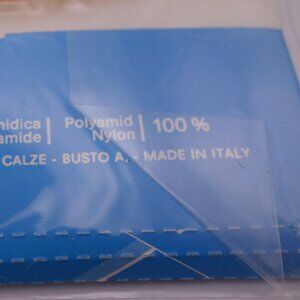 midica | Polyamid | 100 %
amide | Nylon
CALZE - BUSTO A. - MADE IN ITALY